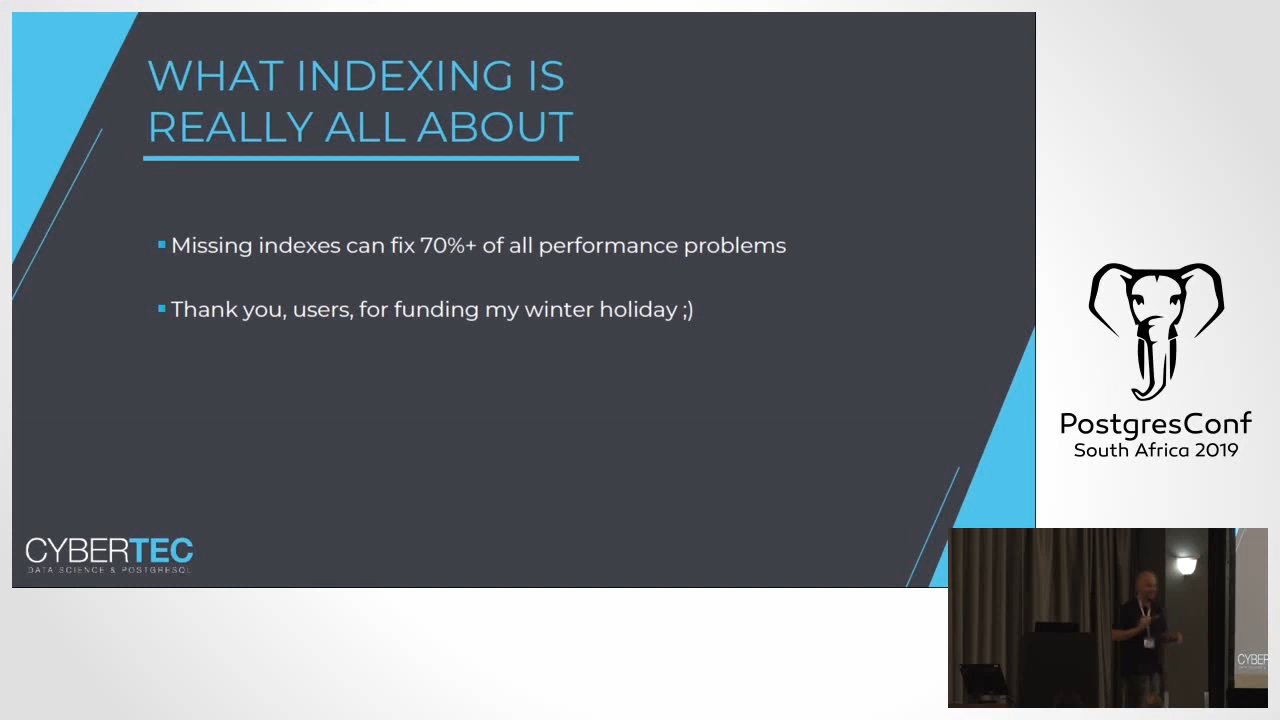 WHAT INDEXING IS
REALLY ALL ABOUT
Missing indexes can fix 70%+ of all performance problems
Thank you, users, for funding my winter holiday ;)
CYBERTEC
DATA SCIENCE & POSTGRESQL
PostgresConf
South Africa 2019
CYBER